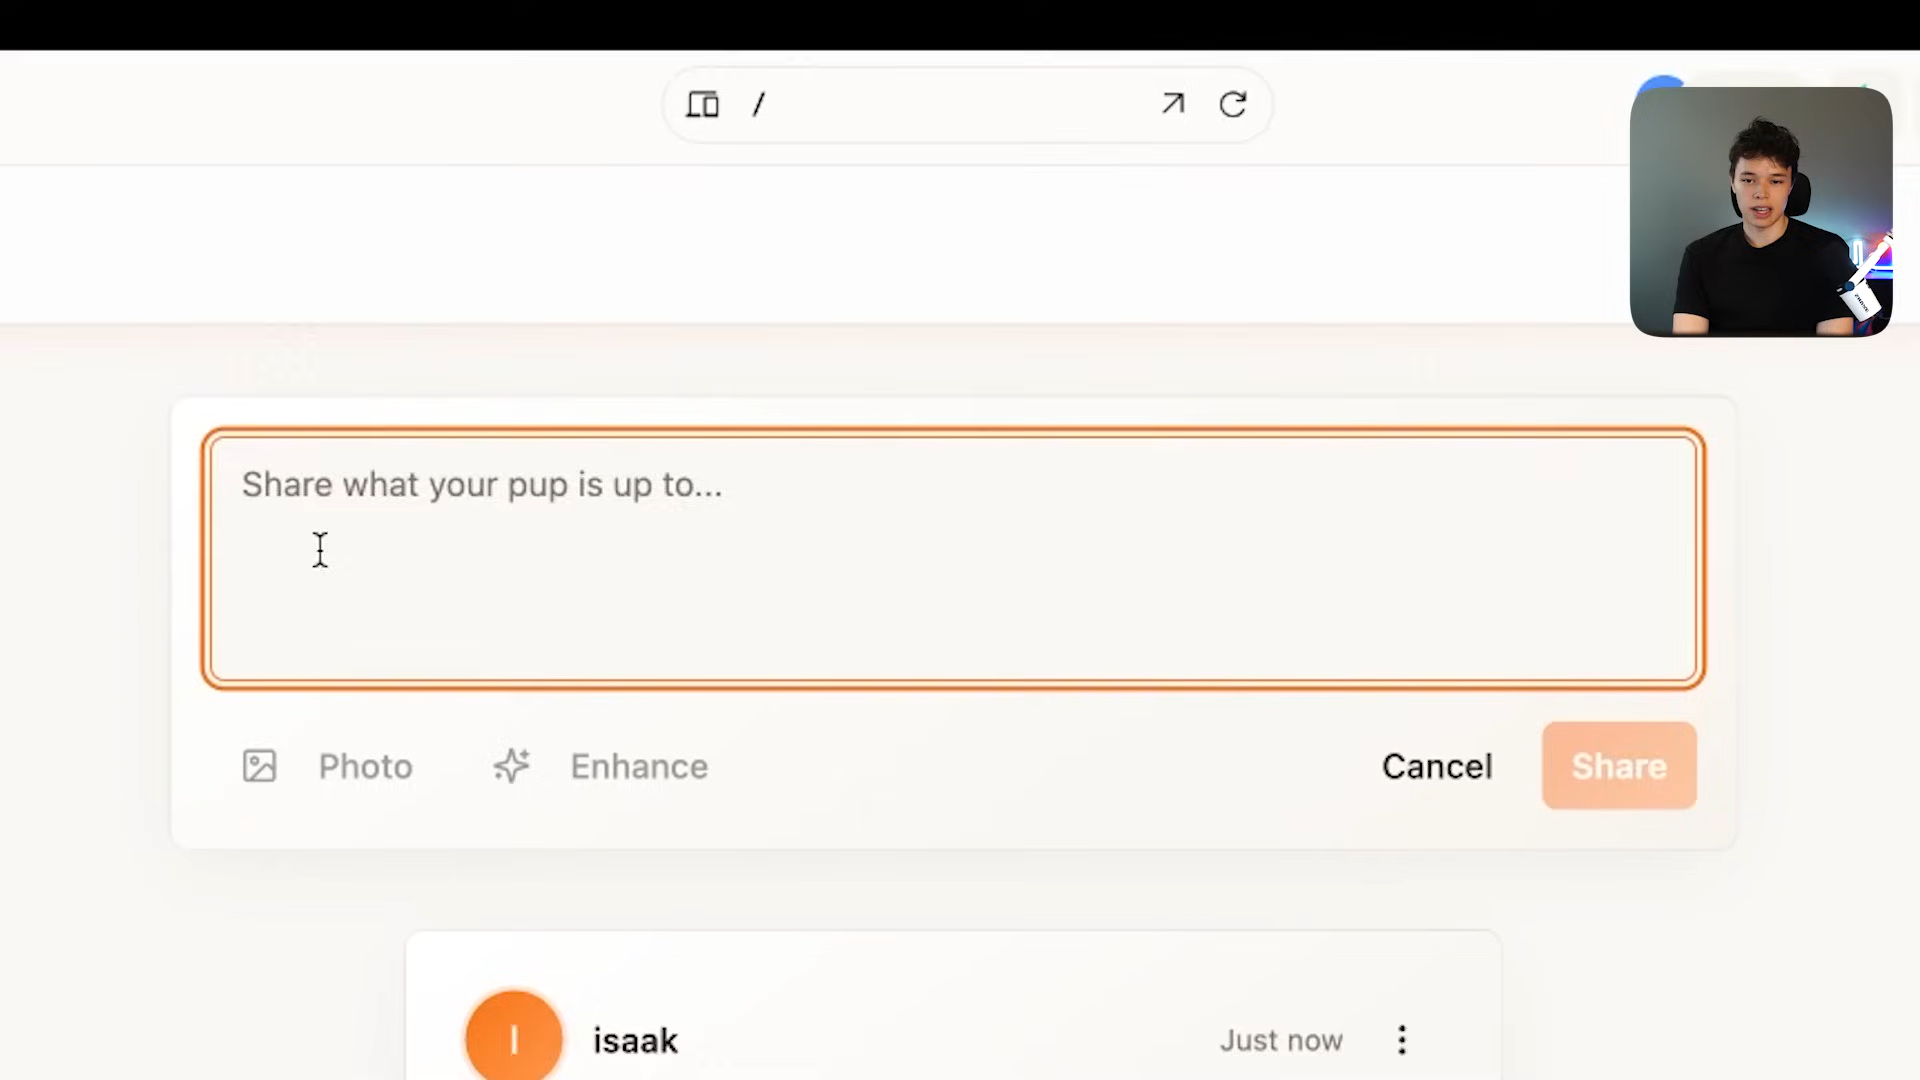 /
Share what your pup is up to...
Photo
Enhance
Cancel
Share
I
isaak
Just now